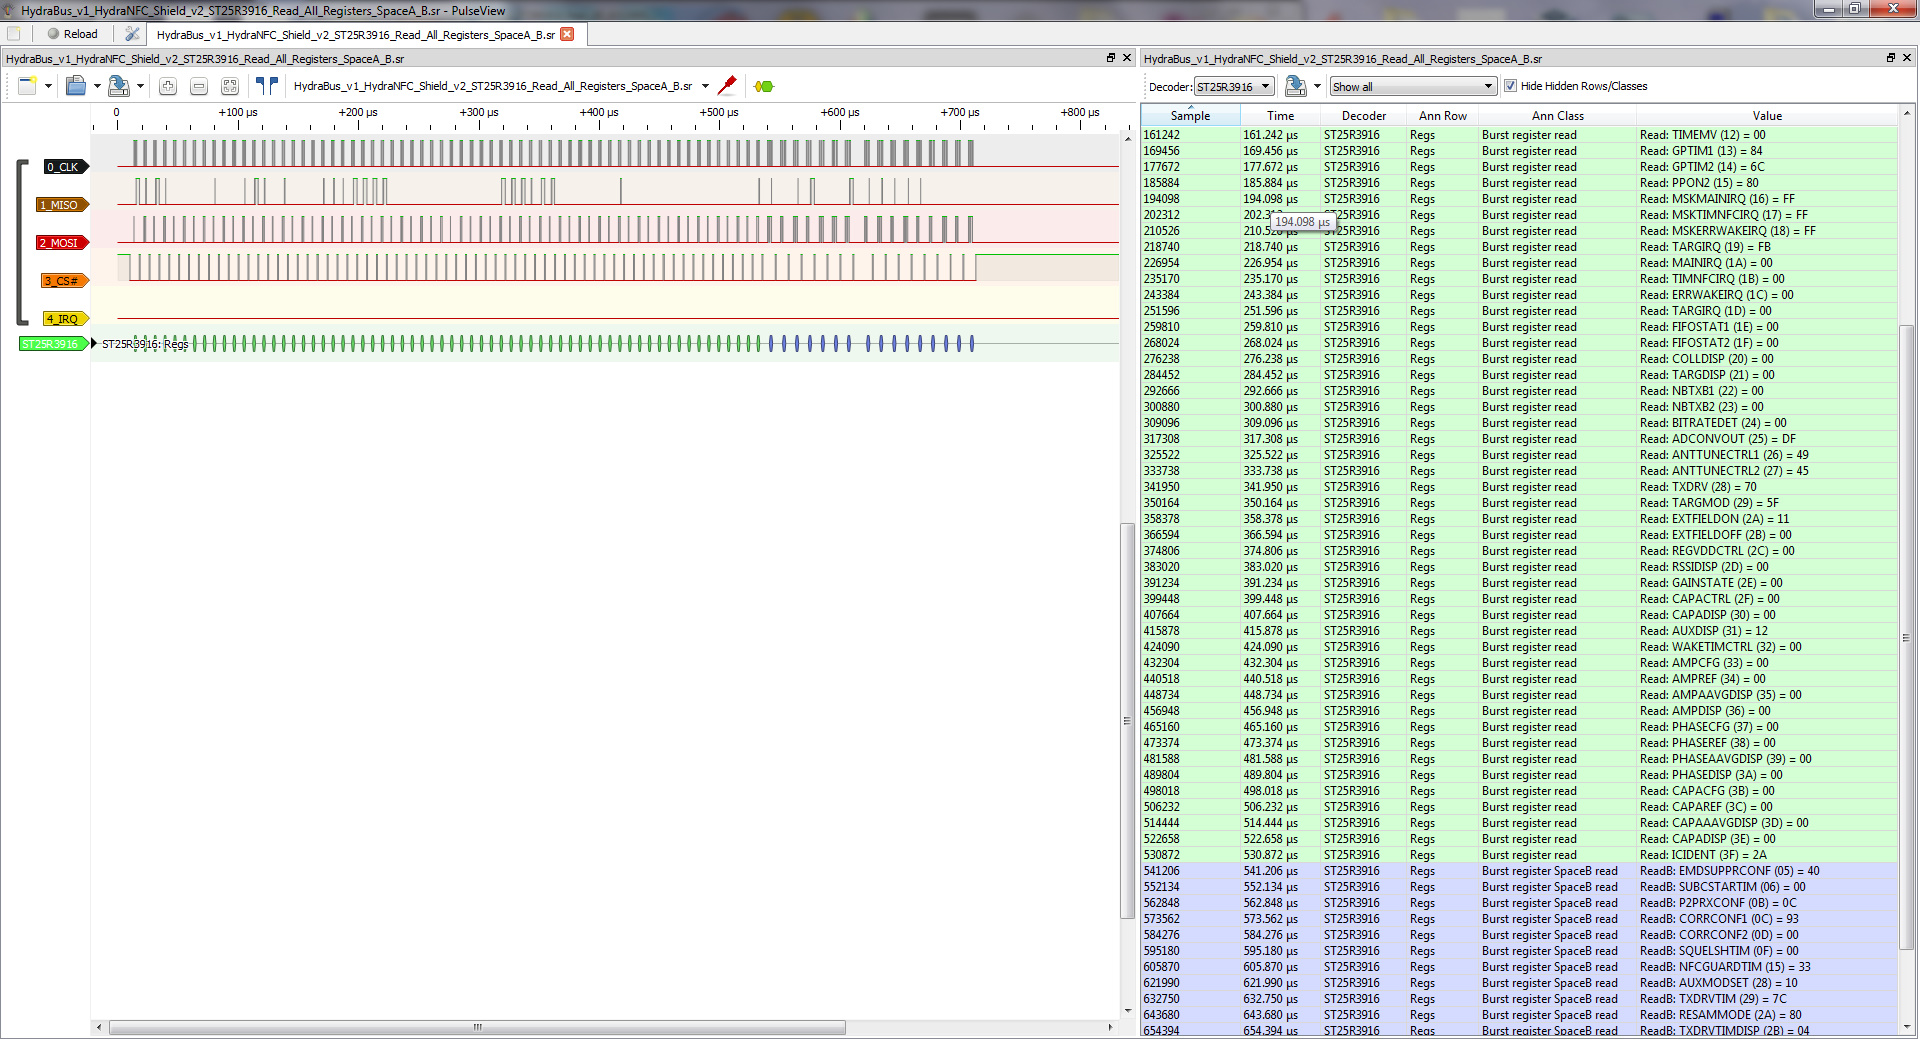 HydraBus_v1_HydraNFC_Shield_v2_ST25R3916_Read_All_Registers_SpaceA_B.sr - PulseView
Reload
HydraBus_v1_HydraNFC_Shield_v2_ST25R3916_Read_All_Registers_SpaceA_B.sr
HydraBus_v1_HydraNFC_Shield_v2_ST25R3916_Read_All_Registers_SpaceA_B.sr
HydraBus_v1_HydraNFC_Shield_v2_ST25R3916_Read_All_Registers_SpaceA_B.sr
0 +100 µs +200 µs +300 µs +400 µs +500 µs +600 µs +700 µs +800 µs
0_CLK
1_MISO
2_MOSI
3_CS#
4_IRQ
ST25R3916 ST25R3916: Regs
HydraBus_v1_HydraNFC_Shield_v2_ST25R3916_Read_All_Registers_SpaceA_B.sr
Decoder: ST25R3916 Show all Hide Hidden Rows/Classes
Sample Time Decoder Ann Row Ann Class Value
161242 161.242 µs ST25R3916 Regs Burst register read Read: TIMEMV (12) = 00
169456 169.456 µs ST25R3916 Regs Burst register read Read: GPTIM1 (13) = 84
177672 177.672 µs ST25R3916 Regs Burst register read Read: GPTIM2 (14) = 6C
185884 185.884 µs ST25R3916 Regs Burst register read Read: PPON2 (15) = 80
194098 194.098 µs ST25R3916 Regs Burst register read Read: MSKMAINIRQ (16) = FF
202312 ST25R3916 Regs Burst register read Read: MSKTIMNFCIRQ (17) = FF
194.098 µs
210526 ST25R3916 Regs Burst register read Read: MSKERRWAKEIRQ (18) = FF
218740 218.740 µs ST25R3916 Regs Burst register read Read: TARGIRQ (19) = FB
226954 226.954 µs ST25R3916 Regs Burst register read Read: MAINIRQ (1A) = 00
235170 235.170 µs ST25R3916 Regs Burst register read Read: TIMNFCIRQ (1B) = 00
243384 243.384 µs ST25R3916 Regs Burst register read Read: ERRWAKEIRQ (1C) = 00
251596 251.596 µs ST25R3916 Regs Burst register read Read: TARGIRQ (1D) = 00
259810 259.810 µs ST25R3916 Regs Burst register read Read: FIFOSTAT1 (1E) = 00
268024 268.024 µs ST25R3916 Regs Burst register read Read: FIFOSTAT2 (1F) = 00
276238 276.238 µs ST25R3916 Regs Burst register read Read: COLLDISP (20) = 00
284452 284.452 µs ST25R3916 Regs Burst register read Read: TARGDISP (21) = 00
292666 292.666 µs ST25R3916 Regs Burst register read Read: NBTXB1 (22) = 00
300880 300.880 µs ST25R3916 Regs Burst register read Read: NBTXB2 (23) = 00
309096 309.096 µs ST25R3916 Regs Burst register read Read: BITRATEDET (24) = 00
317308 317.308 µs ST25R3916 Regs Burst register read Read: ADCONVOUT (25) = DF
325522 325.522 µs ST25R3916 Regs Burst register read Read: ANTTUNECTRL1 (26) = 49
333738 333.738 µs ST25R3916 Regs Burst register read Read: ANTTUNECTRL2 (27) = 45
341950 341.950 µs ST25R3916 Regs Burst register read Read: TXDRV (28) = 70
350164 350.164 µs ST25R3916 Regs Burst register read Read: TARGMOD (29) = 5F
358378 358.378 µs ST25R3916 Regs Burst register read Read: EXTFIELDON (2A) = 11
366594 366.594 µs ST25R3916 Regs Burst register read Read: EXTFIELDOFF (2B) = 00
374806 374.806 µs ST25R3916 Regs Burst register read Read: REGVDDCTRL (2C) = 00
383020 383.020 µs ST25R3916 Regs Burst register read Read: RSSIDISP (2D) = 00
391234 391.234 µs ST25R3916 Regs Burst register read Read: GAINSTATE (2E) = 00
399448 399.448 µs ST25R3916 Regs Burst register read Read: CAPACTRL (2F) = 00
407664 407.664 µs ST25R3916 Regs Burst register read Read: CAPADISP (30) = 00
415878 415.878 µs ST25R3916 Regs Burst register read Read: AUXDISP (31) = 12
424090 424.090 µs ST25R3916 Regs Burst register read Read: WAKETIMCTRL (32) = 00
432304 432.304 µs ST25R3916 Regs Burst register read Read: AMPCFG (33) = 00
440518 440.518 µs ST25R3916 Regs Burst register read Read: AMPREF (34) = 00
448734 448.734 µs ST25R3916 Regs Burst register read Read: AMPAAVGDISP (35) = 00
456948 456.948 µs ST25R3916 Regs Burst register read Read: AMPDISP (36) = 00
465160 465.160 µs ST25R3916 Regs Burst register read Read: PHASECFG (37) = 00
473374 473.374 µs ST25R3916 Regs Burst register read Read: PHASEREF (38) = 00
481588 481.588 µs ST25R3916 Regs Burst register read Read: PHASEAAVGDISP (39) = 00
489804 489.804 µs ST25R3916 Regs Burst register read Read: PHASEDISP (3A) = 00
498018 498.018 µs ST25R3916 Regs Burst register read Read: CAPACFG (3B) = 00
506232 506.232 µs ST25R3916 Regs Burst register read Read: CAPAREF (3C) = 00
514444 514.444 µs ST25R3916 Regs Burst register read Read: CAPAAAVGDISP (3D) = 00
522658 522.658 µs ST25R3916 Regs Burst register read Read: CAPADISP (3E) = 00
530872 530.872 µs ST25R3916 Regs Burst register read Read: ICIDENT (3F) = 2A
541206 541.206 µs ST25R3916 Regs Burst register SpaceB read ReadB: EMDSUPPRCONF (05) = 40
552134 552.134 µs ST25R3916 Regs Burst register SpaceB read ReadB: SUBCSTARTIM (06) = 00
562848 562.848 µs ST25R3916 Regs Burst register SpaceB read ReadB: P2PRXCONF (0B) = 0C
573562 573.562 µs ST25R3916 Regs Burst register SpaceB read ReadB: CORRCONF1 (0C) = 93
584276 584.276 µs ST25R3916 Regs Burst register SpaceB read ReadB: CORRCONF2 (0D) = 00
595180 595.180 µs ST25R3916 Regs Burst register SpaceB read ReadB: SQUELSHTIM (0F) = 00
605870 605.870 µs ST25R3916 Regs Burst register SpaceB read ReadB: NFCGUARDTIM (15) = 33
621990 621.990 µs ST25R3916 Regs Burst register SpaceB read ReadB: AUXMODSET (28) = 10
632750 632.750 µs ST25R3916 Regs Burst register SpaceB read ReadB: TXDRVTIM (29) = 7C
643680 643.680 µs ST25R3916 Regs Burst register SpaceB read ReadB: RESAMMODE (2A) = 80
654394 654.394 µs ST25R3916 Regs Burst register SpaceB read ReadB: TXDRVTIMDISP (2B) = 04